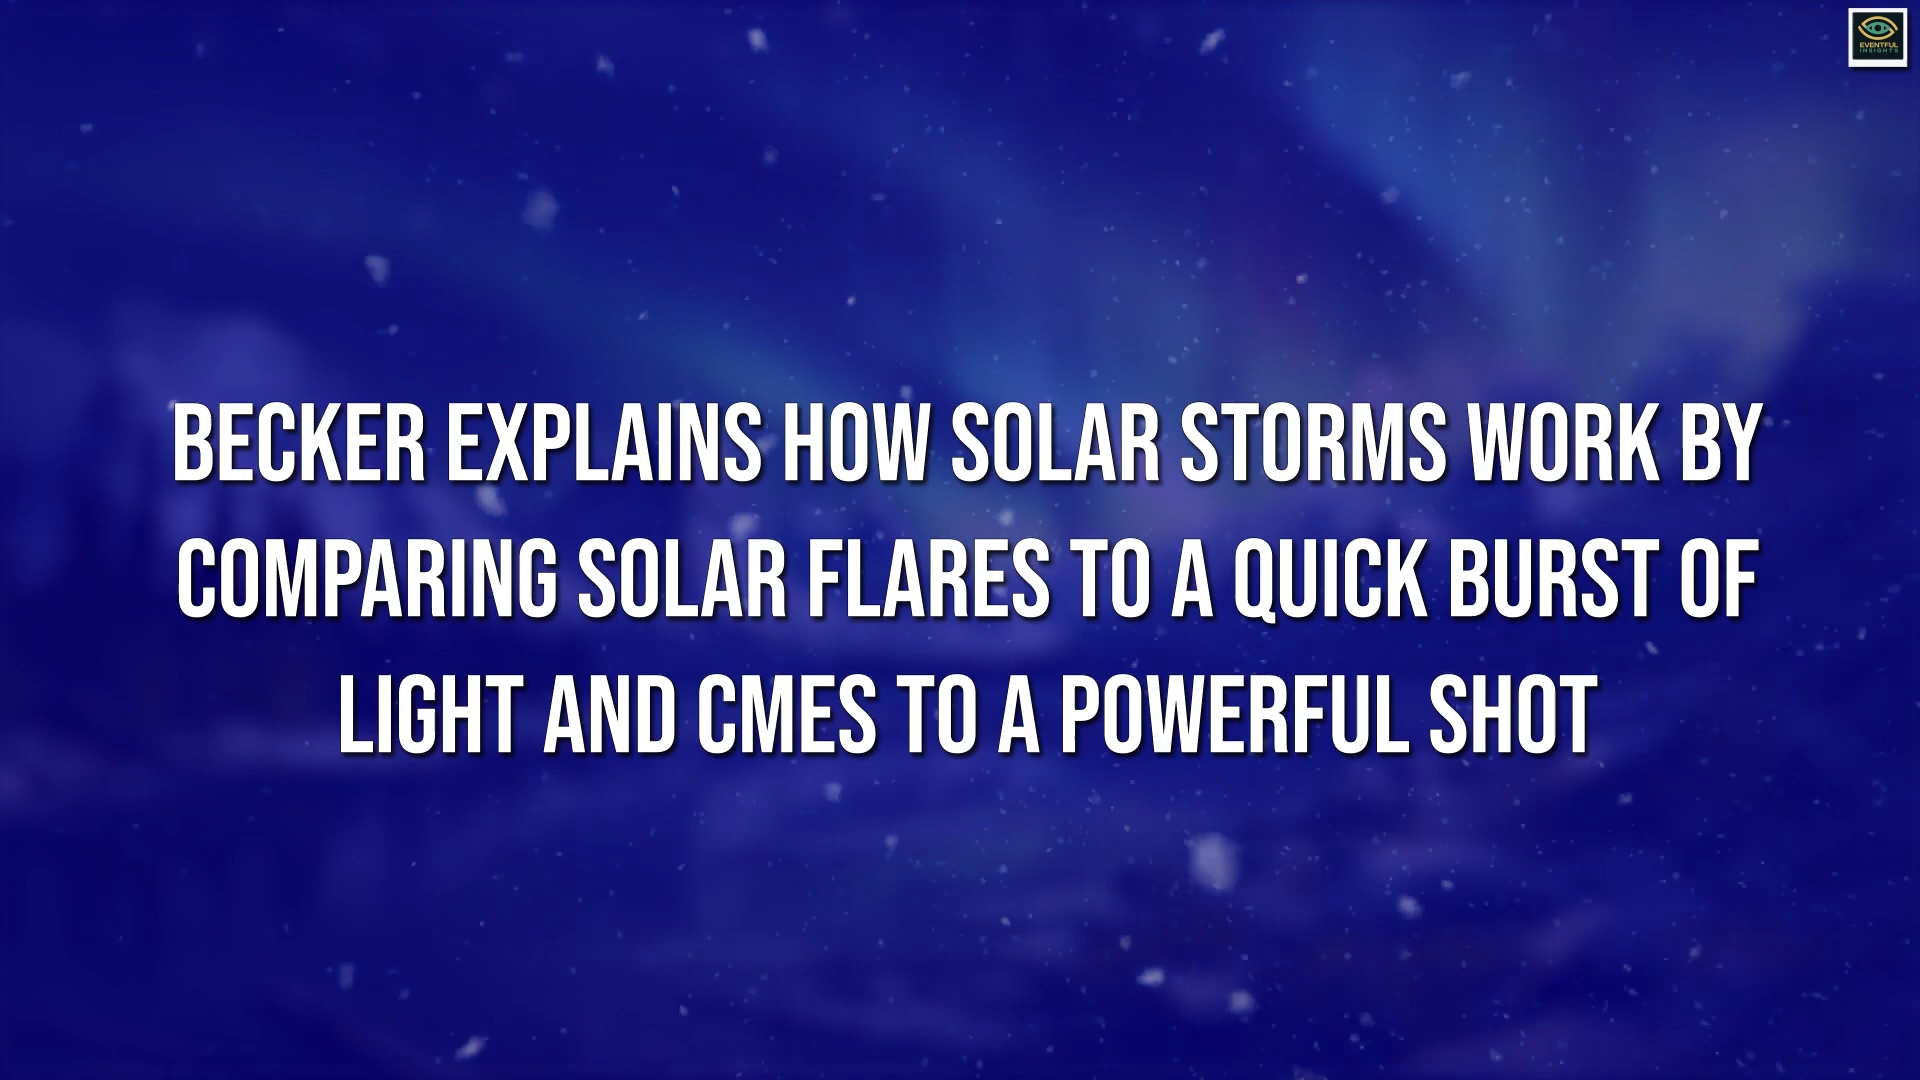 EVENTFUL
INSIGHTS
BECKER EXPLAINS HOW SOLAR STORMS WORK BY
COMPARING SOLAR FLARES TO A QUICK BURST OF
LIGHT AND CMES TO A POWERFUL SHOT